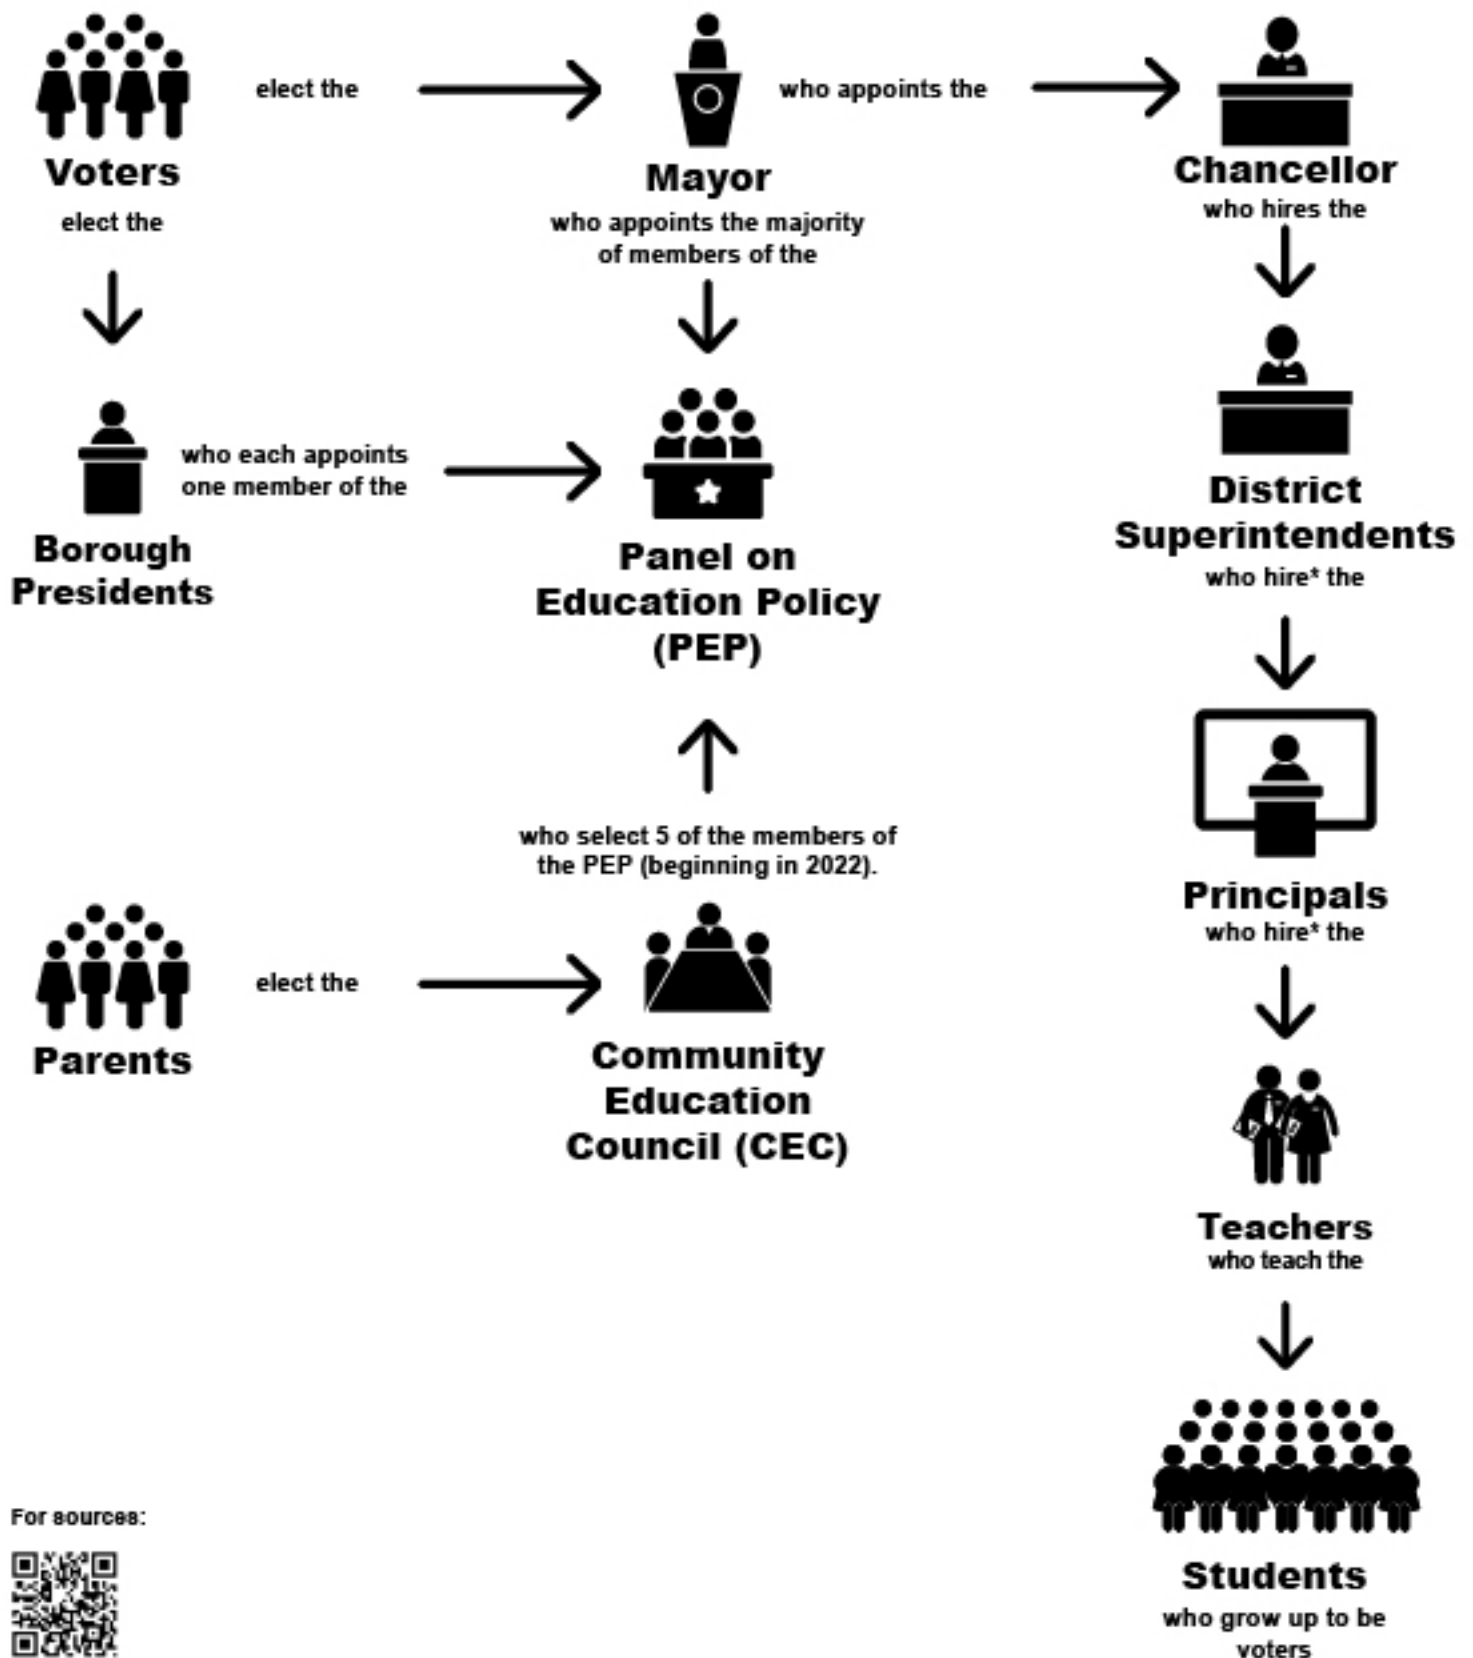 elect the
who appoints the
Voters
Mayor
Chancellor
elect the
who appoints the majority
of members of the
who hires the
who each appoints
one member of the
Borough
Presidents
Panel on
Education Policy
(PEP)
District
Superintendents
who hire* the
who select 5 of the members of
the PEP (beginning in 2022).
Principals
who hire* the
elect the
Parents
Community
Education
Council (CEC)
Teachers
who teach the
For sources:
Students
who grow up to be
voters